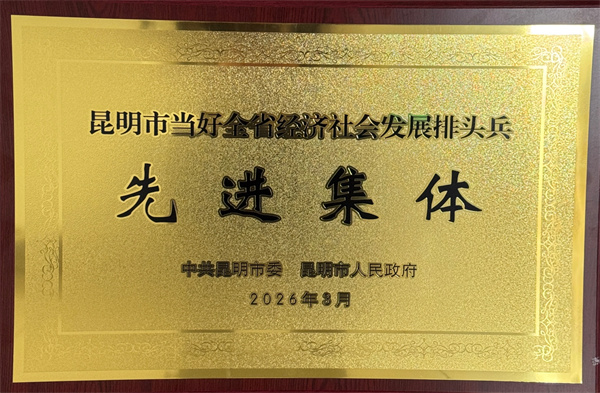 昆明市当好全省经济社会发展排头兵
先进集体
中共昆明市委 昆明市人民政府
2026年3月